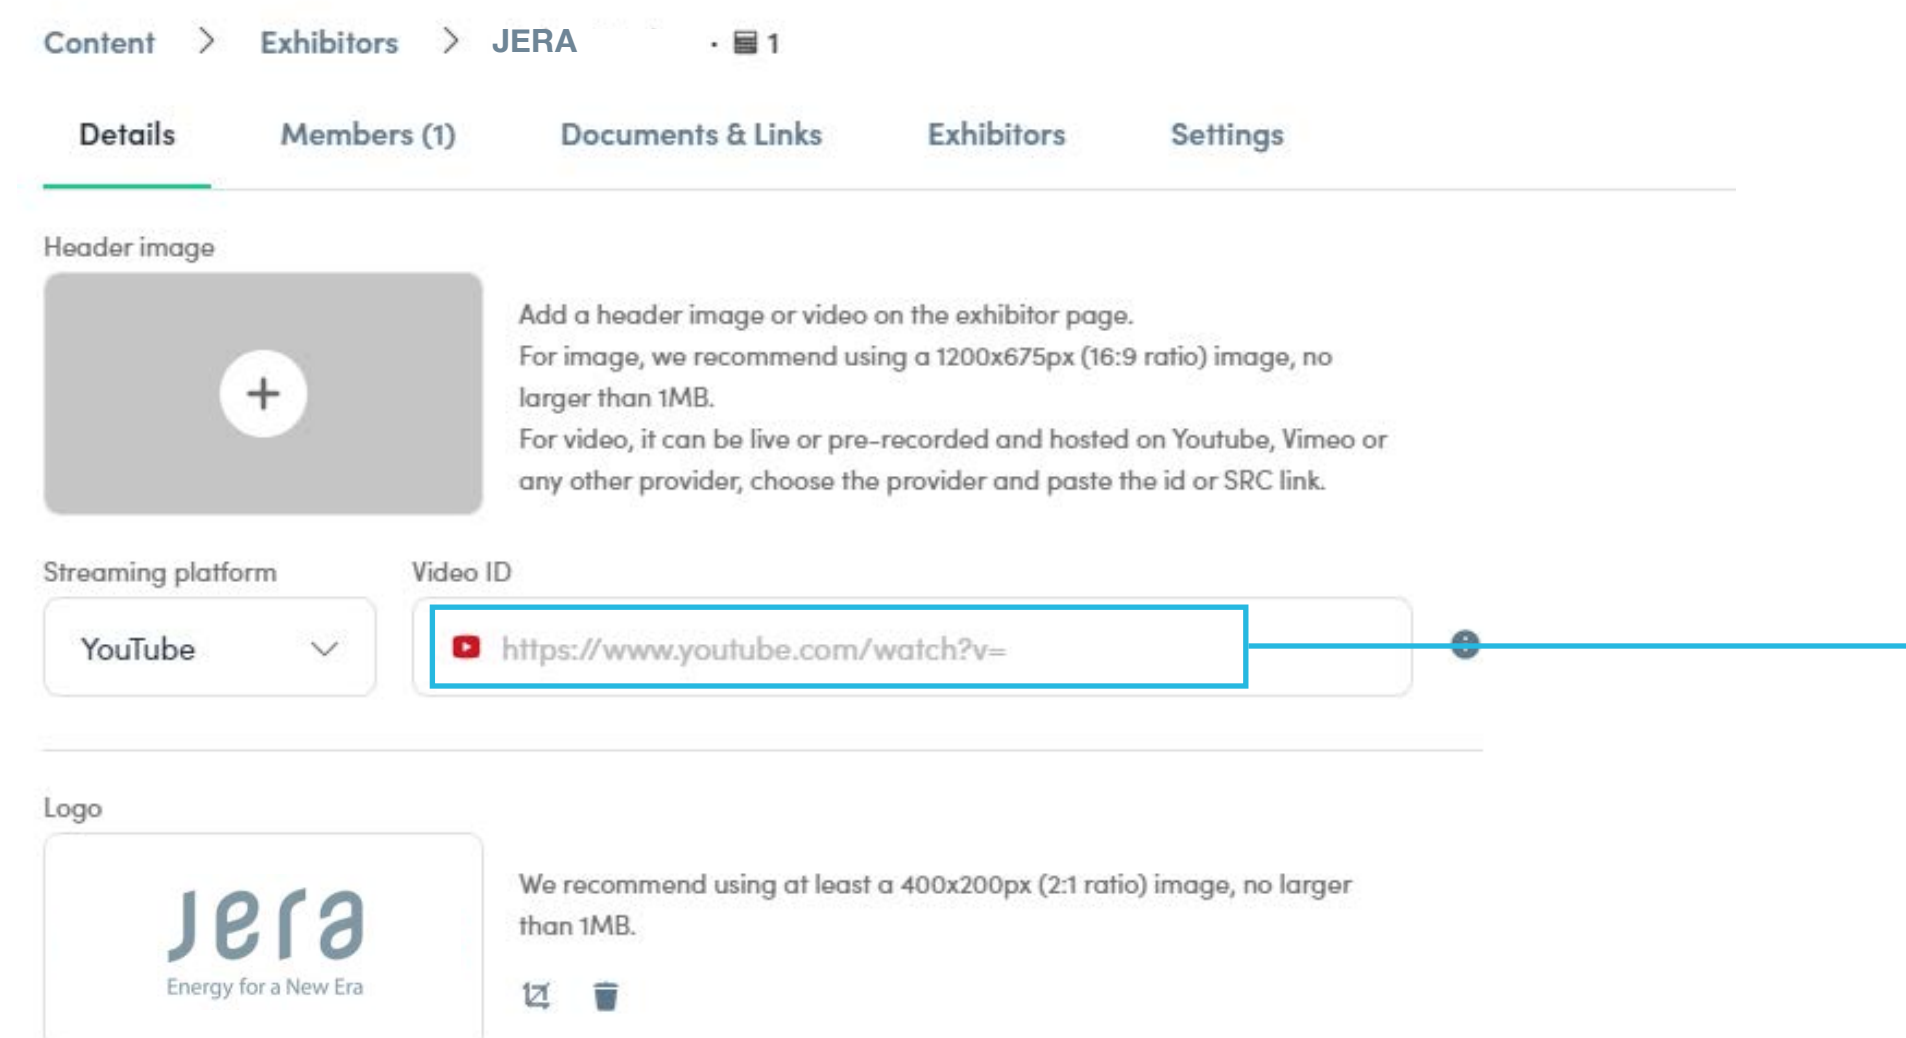 Content > Exhibitors > JERA · 1
Details Members (1) Documents & Links Exhibitors Settings
Header image
Add a header image or video on the exhibitor page.
For image, we recommend using a 1200x675px (16:9 ratio) image, no
larger than 1MB.
For video, it can be live or pre-recorded and hosted on Youtube, Vimeo or
any other provider, choose the provider and paste the id or SRC link.
Streaming platform Video ID
YouTube https://www.youtube.com/watch?v=
Logo
Jera
Energy for a New Era
We recommend using at least a 400x200px (2:1 ratio) image, no larger
than 1MB.